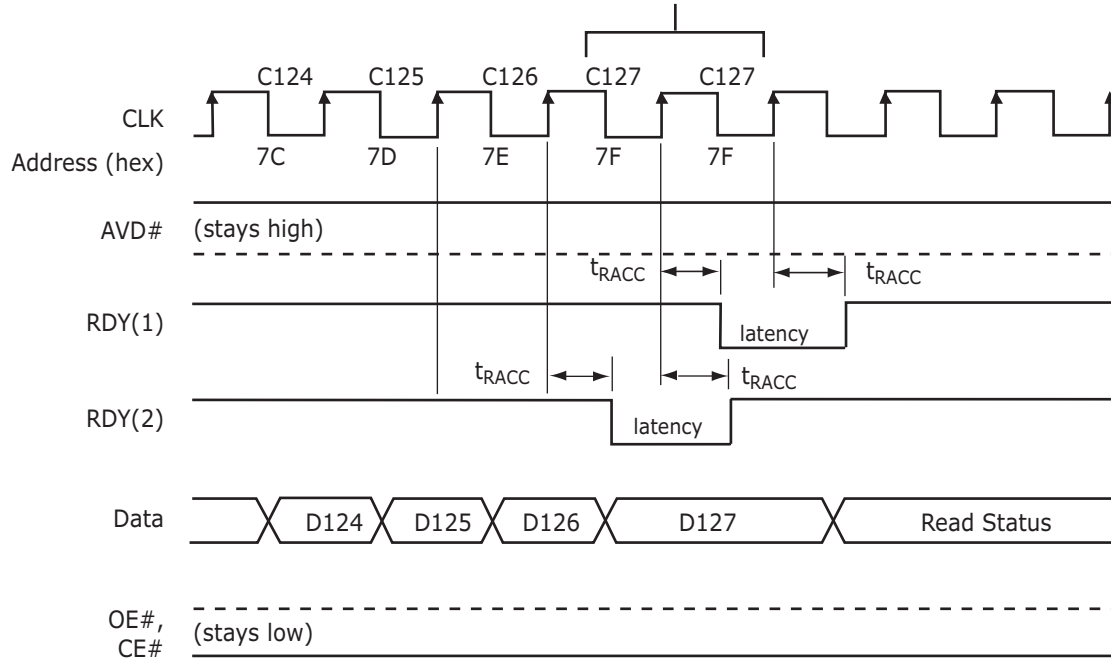 C124 C125 C126 C127 C127
CLK
Address (hex) 7C 7D 7E 7F 7F
AVD# (stays high)
tRACC tRACC
RDY(1) latency
tRACC tRACC
RDY(2) latency
Data D124 D125 D126 D127 Read Status
OE#,
CE# (stays low)